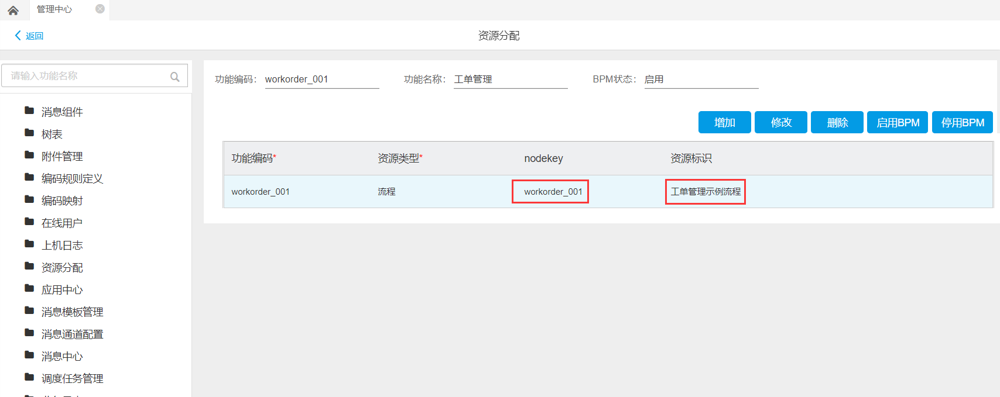 管理中心
返回
资源分配
请输入功能名称
消息组件
树表
附件管理
编码规则定义
编码映射
在线用户
上机日志
资源分配
应用中心
消息模板管理
消息通道配置
消息中心
调度任务管理
功能编码： workorder_001 功能名称： 工单管理 BPM状态： 启用
增加 修改 删除 启用BPM 停用BPM
功能编码* 资源类型* nodekey 资源标识
workorder_001 流程 workorder_001 工单管理示例流程